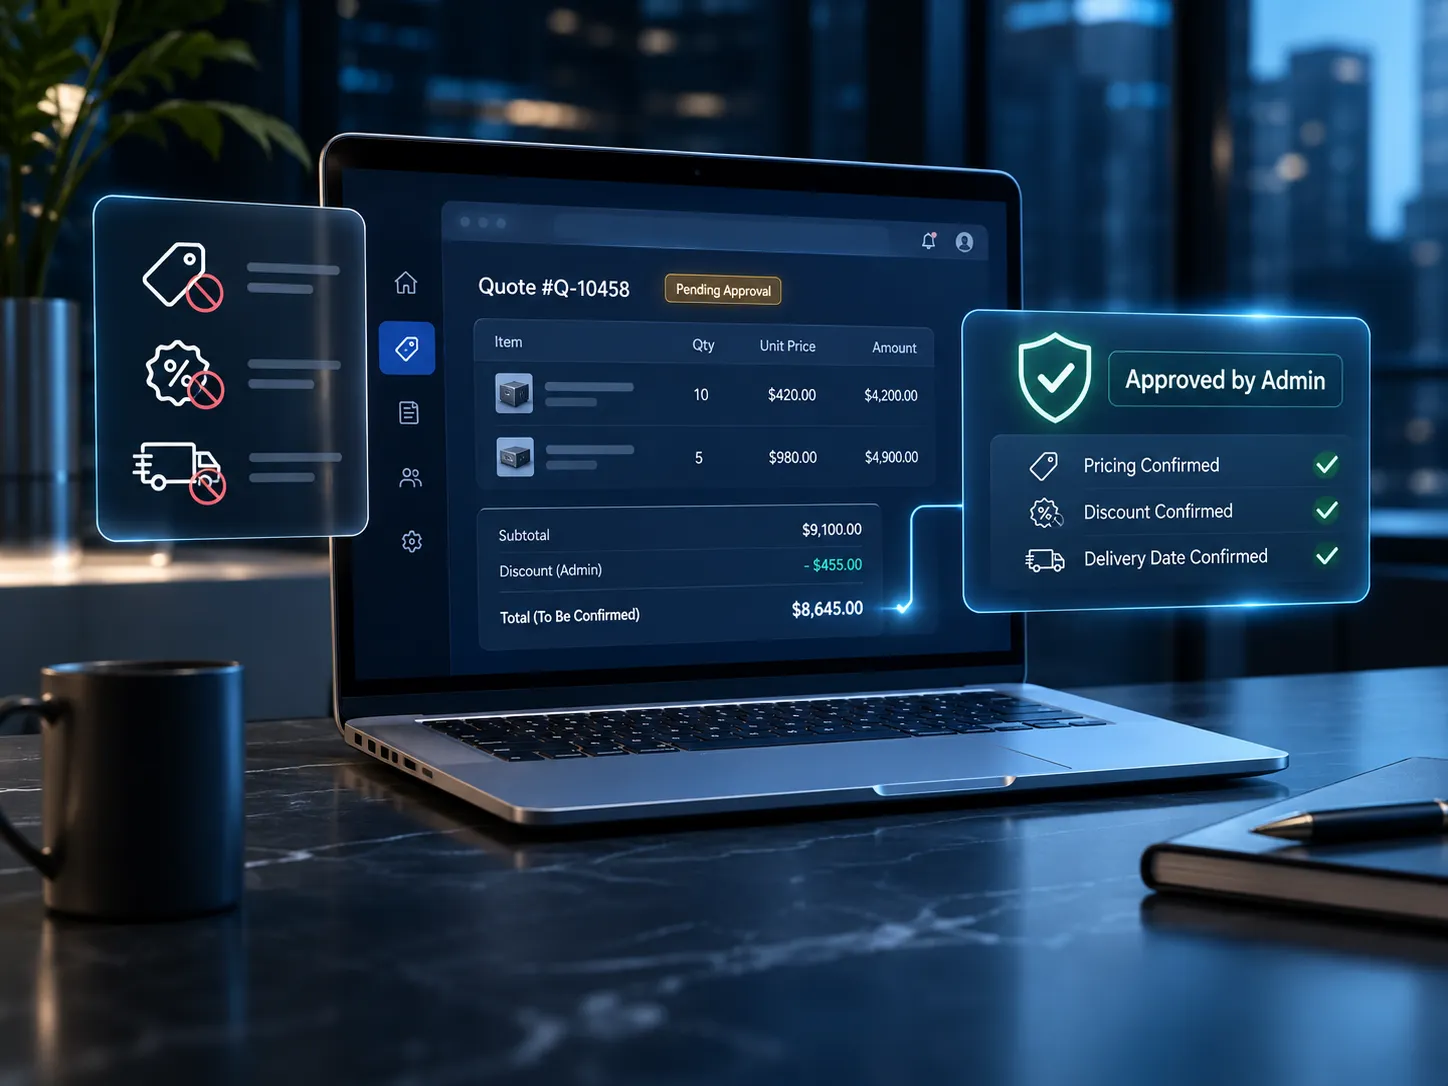 Quote #Q-10458
Pending Approval
Item Qty Unit Price Amount
10 $420.00 $4,200.00
5 $980.00 $4,900.00
Subtotal $9,100.00
Discount (Admin) - $455.00
Total (To Be Confirmed) $8,645.00
Approved by Admin
Pricing Confirmed
Discount Confirmed
Delivery Date Confirmed